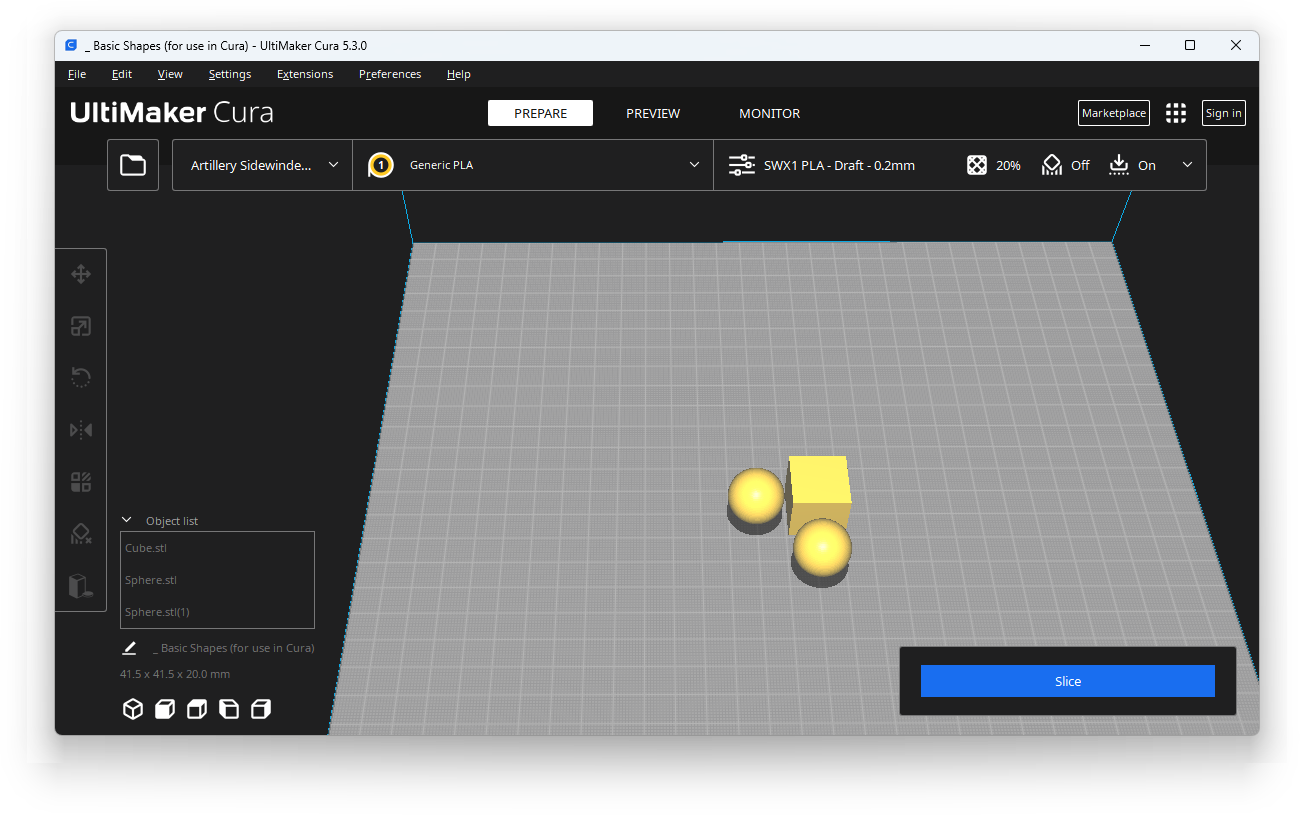 _ Basic Shapes (for use in Cura) - UltiMaker Cura 5.3.0
File Edit View Settings Extensions Preferences Help
UltiMaker Cura PREPARE PREVIEW MONITOR Marketplace Sign in
Artillery Sidewinde... 1 Generic PLA SWX1 PLA - Draft - 0.2mm 20% Off On
Object list
Cube.stl
Sphere.stl
Sphere.stl(1)
_ Basic Shapes (for use in Cura)
41.5 x 41.5 x 20.0 mm
Slice